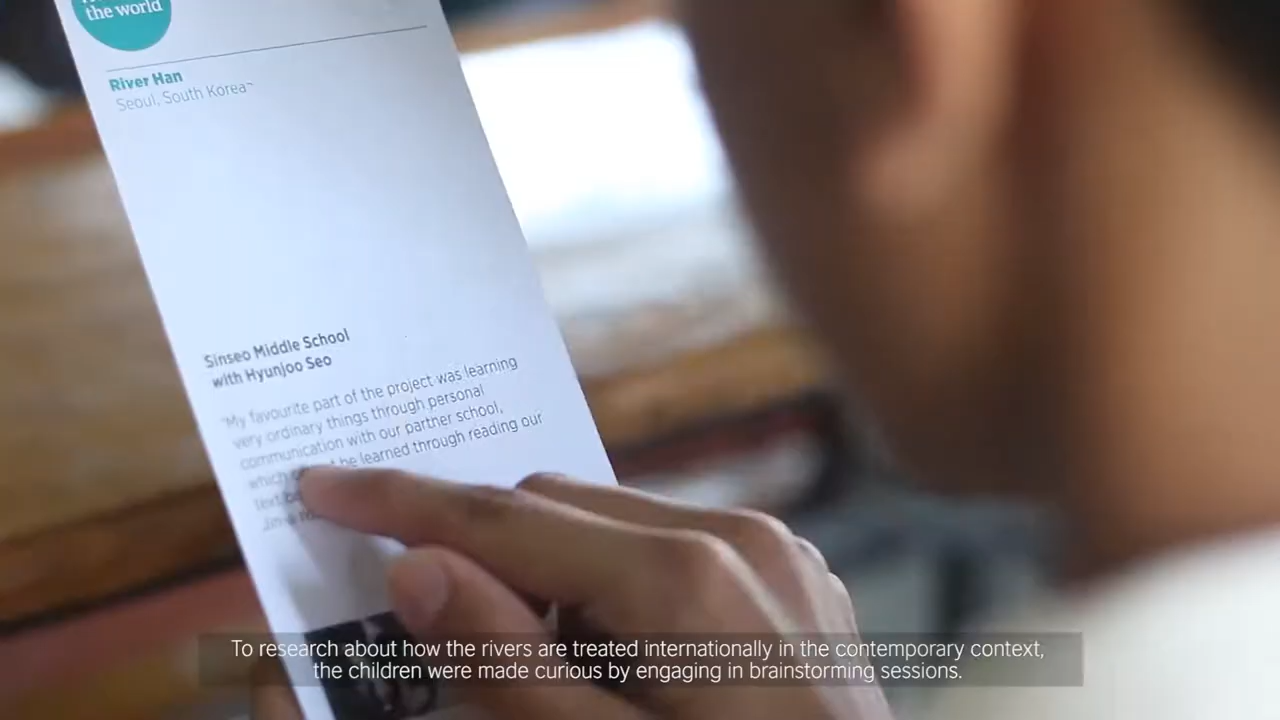 the world
River Han
Seoul, South Korea
Sinseo Middle School
with Hyunjoo Seo
"My favourite part of the project was learning
very ordinary things through personal
communication with our partner school,
which be learned through reading our
text
To research about how the rivers are treated internationally in the contemporary context,
the children were made curious by engaging in brainstorming sessions.